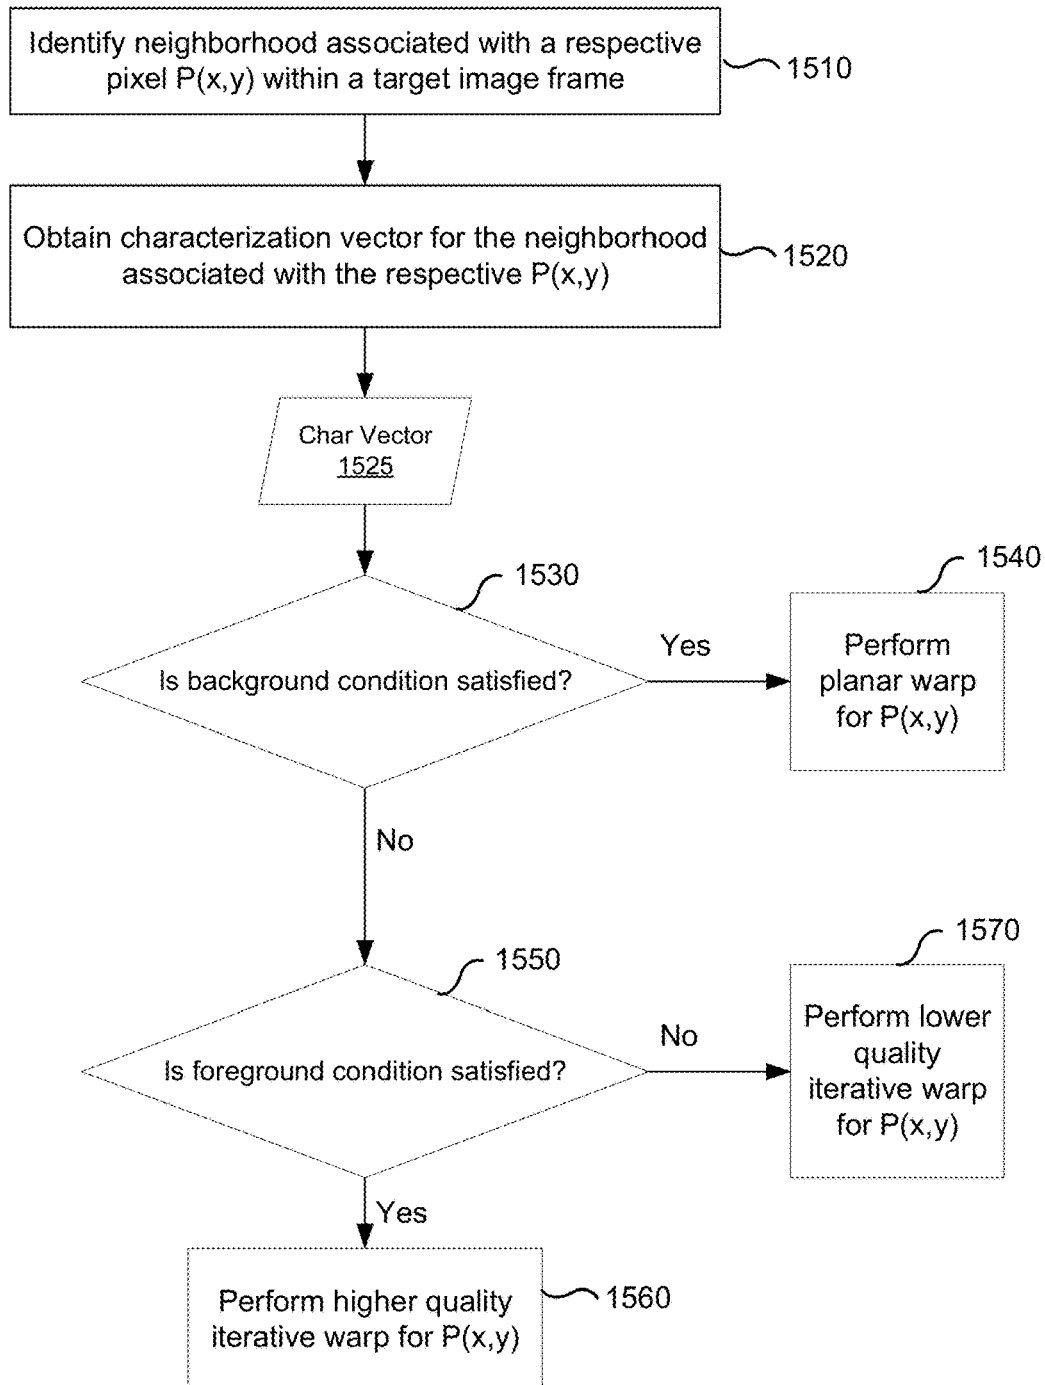 Identify neighborhood associated with a respective
pixel P(x,y) within a target image frame
1510
Obtain characterization vector for the neighborhood
associated with the respective P(x,y)
1520
Char Vector
1525
1530
Is background condition satisfied?
Yes
1540
Perform
planar warp
for P(x,y)
No
1550
Is foreground condition satisfied?
No
1570
Perform lower
quality
iterative warp
for P(x,y)
Yes
Perform higher quality
iterative warp for P(x,y)
1560